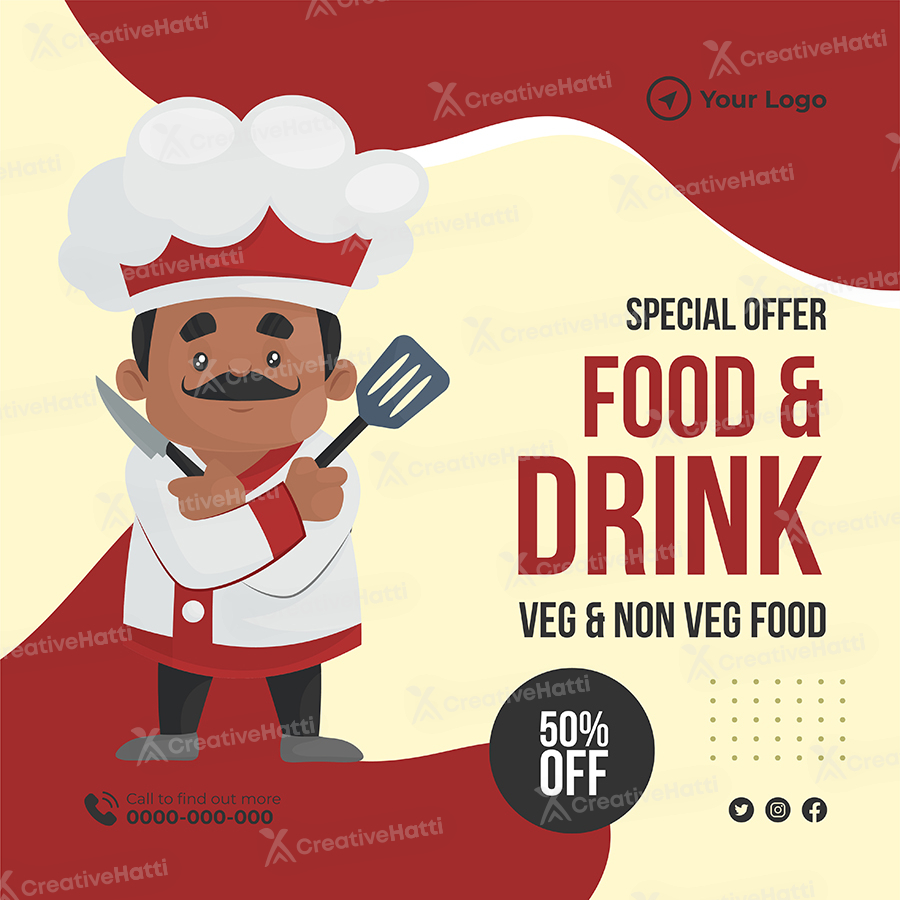 Your Logo
SPECIAL OFFER
FOOD &
DRINK
VEG & NON VEG FOOD
50%
OFF
Call to find out more
0000-000-000
CreativeHatti